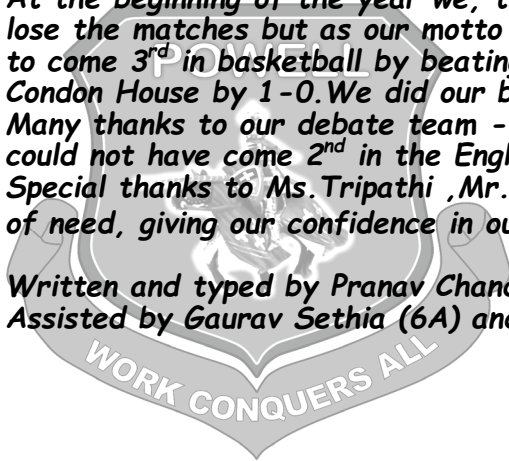 At the beginning of the year we, t
lose the matches but as our motto
to come 3rd in basketball by beating
Condon House by 1-0.We did our b
Many thanks to our debate team -
could not have come 2nd in the Engl
Special thanks to Ms.Tripathi ,Mr.
of need, giving our confidence in ou
Written and typed by Pranav Chand
Assisted by Gaurav Sethia (6A) and
POWELL
WORK CONQUERS ALL